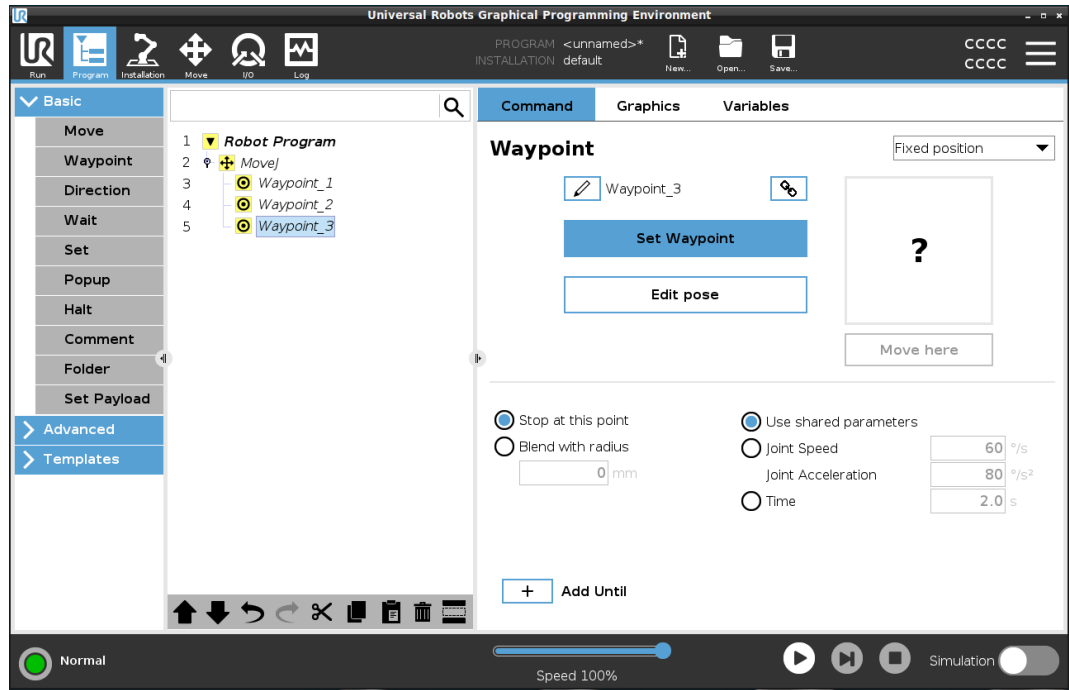 Universal Robots Graphical Programming Environment
UR
Run
Program
Installation
Move
I/O
Log
PROGRAM <unnamed>*
INSTALLATION default
New...
Open...
Save...
CCCC
CCCC
Basic
Move
Waypoint
Direction
Wait
Set
Popup
Halt
Comment
Folder
Set Payload
Advanced
Templates
1 Robot Program
2 MoveJ
3 Waypoint_1
4 Waypoint_2
5 Waypoint_3
Command Graphics Variables
Waypoint
Fixed position
Waypoint_3
Set Waypoint
Edit pose
?
Move here
Stop at this point
Blend with radius
0 mm
Use shared parameters
Joint Speed 60 °/s
Joint Acceleration 80 °/s²
Time 2.0 s
+ Add Until
Normal
Speed 100%
Simulation